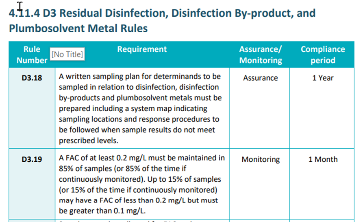 4.11.4 D3 Residual Disinfection, Disinfection By-product, and
Plumbosolvent Metal Rules
Rule
Number
Requirement
Assurance/
Monitoring
Compliance
period
[No Title]
D3.18
A written sampling plan for determinands to be
sampled in relation to disinfection, disinfection
by-products and plumbosolvent metals must be
prepared including a system map indicating
sampling locations and response procedures to
be followed when sample results do not meet
prescribed levels.
Assurance
1 Year
D3.19
A FAC of at least 0.2 mg/L must be maintained in
85% of samples (or 85% of the time if
continuously monitored). Up to 15% of samples
(or 15% of the time if continuously monitored)
may have a FAC of less than 0.2 mg/L but must
be greater than 0.1 mg/L.
Monitoring
1 Month